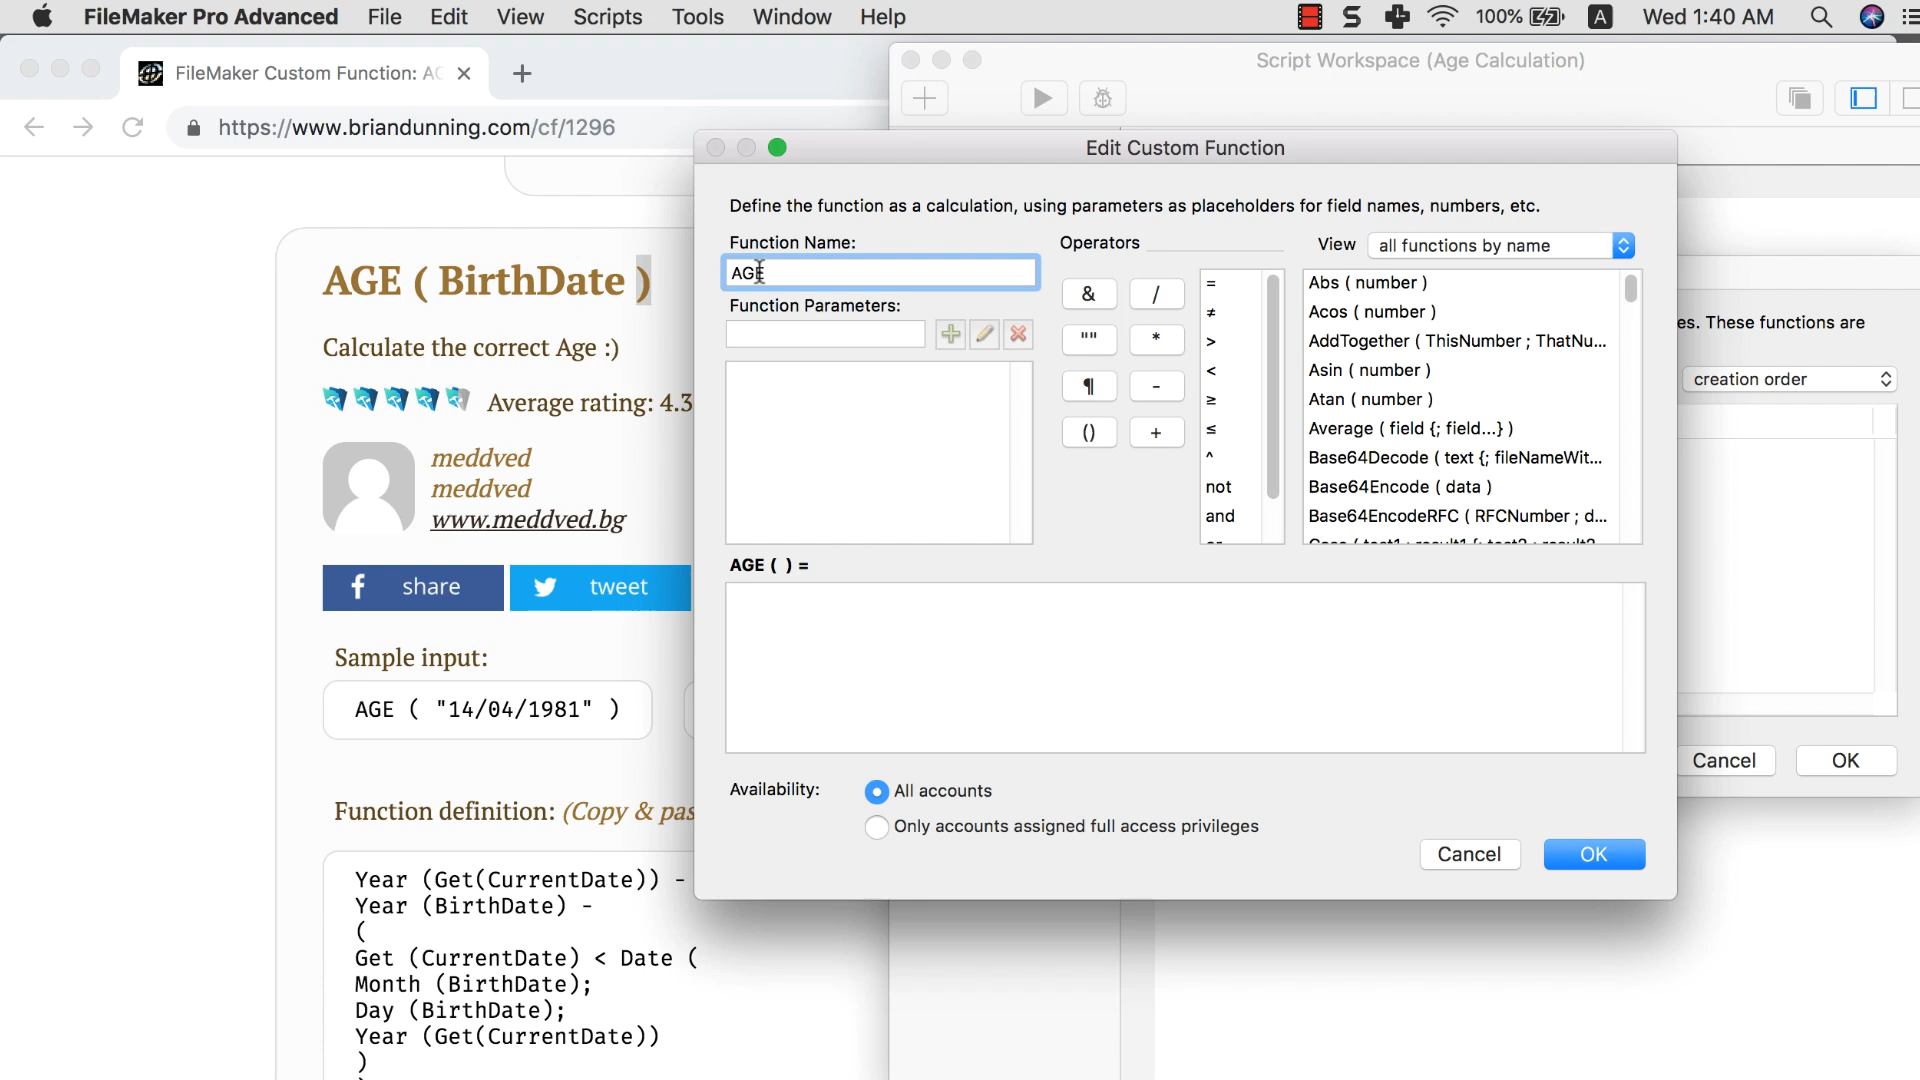 FileMaker Pro Advanced File Edit View Scripts Tools Window Help S 100% A Wed 1:40 AM
FileMaker Custom Function: AG
Script Workspace (Age Calculation)
https://www.briandunning.com/cf/1296
Edit Custom Function
Define the function as a calculation, using parameters as placeholders for field names, numbers, etc.
Function Name:
AGE
Function Parameters:
Operators
& /
"" *
¶ -
() +
=
≠
>
<
≥
≤
^
not
and
or
View all functions by name
Abs ( number )
Acos ( number )
AddTogether ( ThisNumber ; ThatNu...
Asin ( number )
Atan ( number )
Average ( field {; field...} )
Base64Decode ( text {; fileNameWit...
Base64Encode ( data )
Base64EncodeRFC ( RFCNumber ; d...
Case ( test1 ; result1 {; test2 ; result2
AGE ( ) =
Availability: All accounts
Only accounts assigned full access privileges
Cancel OK
es. These functions are
creation order
Cancel OK
AGE ( BirthDate )
Calculate the correct Age :)
Average rating: 4.3
meddved
meddved
www.meddved.bg
f share tweet
Sample input:
AGE ( "14/04/1981" )
Function definition: (Copy & pas
Year (Get(CurrentDate)) -
Year (BirthDate) -
(
Get (CurrentDate) < Date (
Month (BirthDate);
Day (BirthDate);
Year (Get(CurrentDate))
)